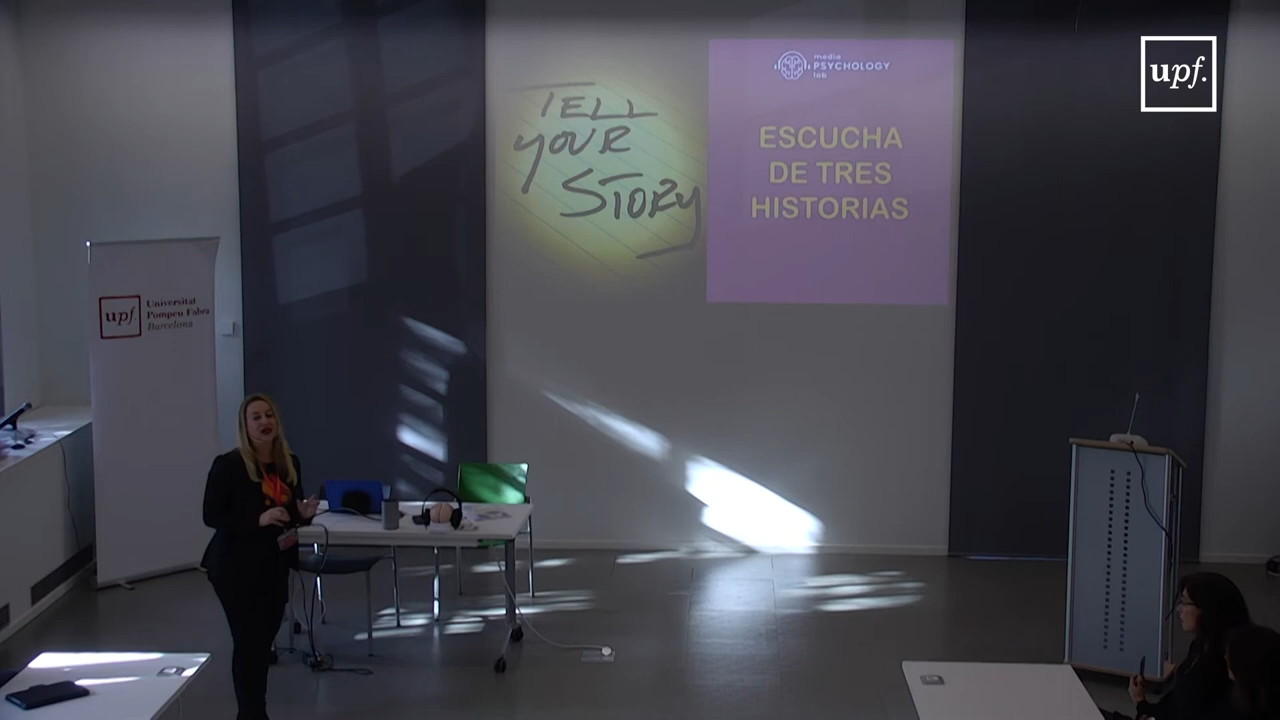 TELL
YOUR
STORY
media
PSYCHOLOGY
lab
ESCUCHA
DE TRES
HISTORIAS
upf.
upf.
Universitat
Pompeu Fabra
Barcelona